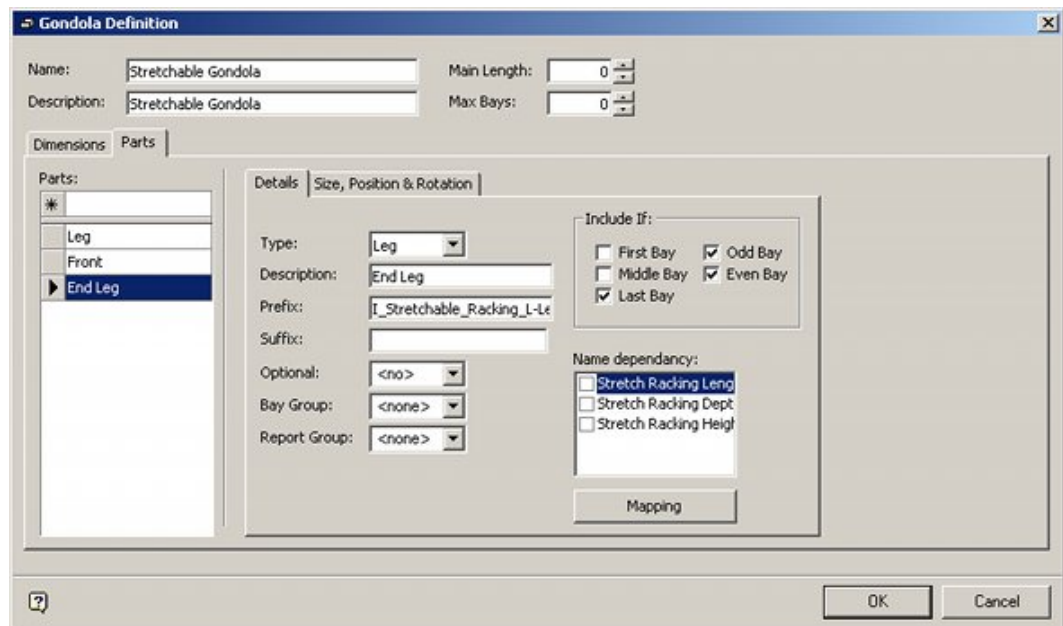 Gondola Definition
Name: Stretchable Gondola Main Length: 0
Description: Stretchable Gondola Max Bays: 0
Dimensions Parts
Parts:
Leg
Front
End Leg
Details Size, Position & Rotation
Type: Leg
Description: End Leg
Prefix: I_Stretchable_Racking_L-Le
Suffix:
Optional: <no>
Bay Group: <none>
Report Group: <none>
Include If:
First Bay Odd Bay
Middle Bay Even Bay
Last Bay
Name dependancy:
Stretch Racking Leng
Stretch Racking Dept
Stretch Racking Heigh
Mapping
OK Cancel